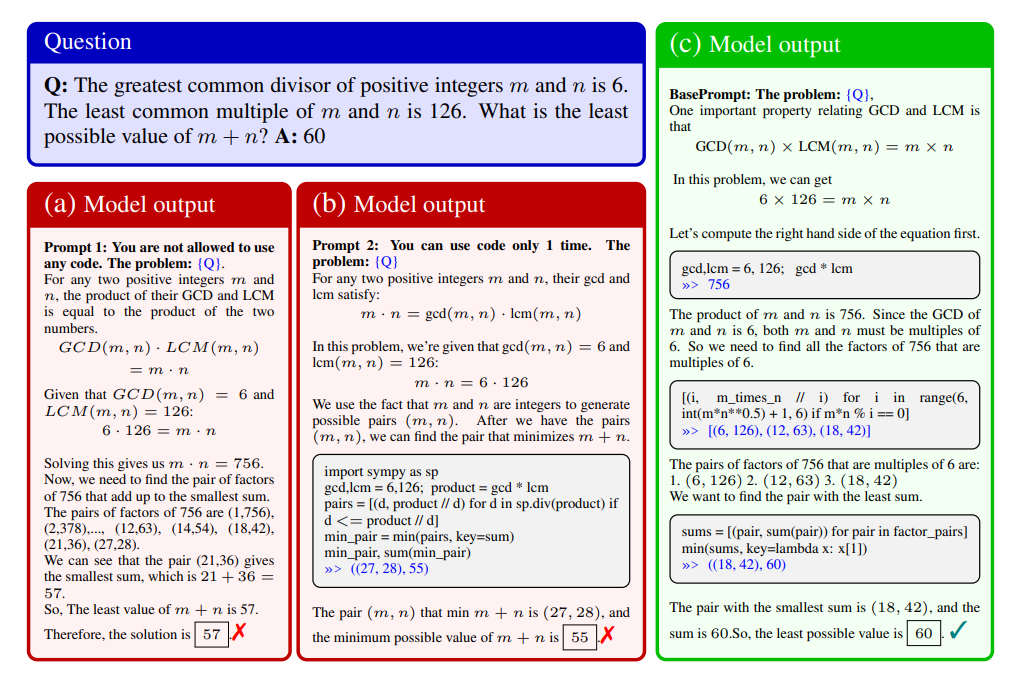 Question
Q: The greatest common divisor of positive integers m and n is 6.
The least common multiple of m and n is 126. What is the least
possible value of m + n? A: 60
(a) Model output
Prompt 1: You are not allowed to use
any code. The problem: {Q}.
For any two positive integers m and
n, the product of their GCD and LCM
is equal to the product of the two
numbers.
GCD(m, n) · LCM(m, n)
= m · n
Given that GCD(m, n) = 6 and
LCM(m, n) = 126:
6 · 126 = m · n
Solving this gives us m · n = 756.
Now, we need to find the pair of factors
of 756 that add up to the smallest sum.
The pairs of factors of 756 are (1,756),
(2,378),..., (12,63), (14,54), (18,42),
(21,36), (27,28).
We can see that the pair (21,36) gives
the smallest sum, which is 21 + 36 =
57.
So, The least value of m + n is 57.
Therefore, the solution is 57 .✗
(b) Model output
Prompt 2: You can use code only 1 time. The
problem: {Q}
For any two positive integers m and n, their gcd and
lcm satisfy:
m · n = gcd(m, n) · lcm(m, n)
In this problem, we're given that gcd(m, n) = 6 and
lcm(m, n) = 126:
m · n = 6 · 126
We use the fact that m and n are integers to generate
possible pairs (m, n). After we have the pairs
(m, n), we can find the pair that minimizes m + n.
import sympy as sp
gcd,lcm = 6,126; product = gcd * lcm
pairs = [(d, product // d) for d in sp.div(product) if
d <= product // d]
min_pair = min(pairs, key=sum)
min_pair, sum(min_pair)
»> ((27, 28), 55)
The pair (m, n) that min m + n is (27, 28), and
the minimum possible value of m + n is 55 .✗
(c) Model output
BasePrompt: The problem: {Q},
One important property relating GCD and LCM is
that
GCD(m, n) × LCM(m, n) = m × n
In this problem, we can get
6 × 126 = m × n
Let's compute the right hand side of the equation first.
gcd,lcm = 6, 126; gcd * lcm
»> 756
The product of m and n is 756. Since the GCD of
m and n is 6, both m and n must be multiples of
6. So we need to find all the factors of 756 that are
multiples of 6.
[(i, m_times_n // i) for i in range(6,
int(m*n**0.5) + 1, 6) if m*n % i == 0]
»> [(6, 126), (12, 63), (18, 42)]
The pairs of factors of 756 that are multiples of 6 are:
1. (6, 126) 2. (12, 63) 3. (18, 42)
We want to find the pair with the least sum.
sums = [(pair, sum(pair)) for pair in factor_pairs]
min(sums, key=lambda x: x[1])
»> ((18, 42), 60)
The pair with the smallest sum is (18, 42), and the
sum is 60.So, the least possible value is 60 . ✓